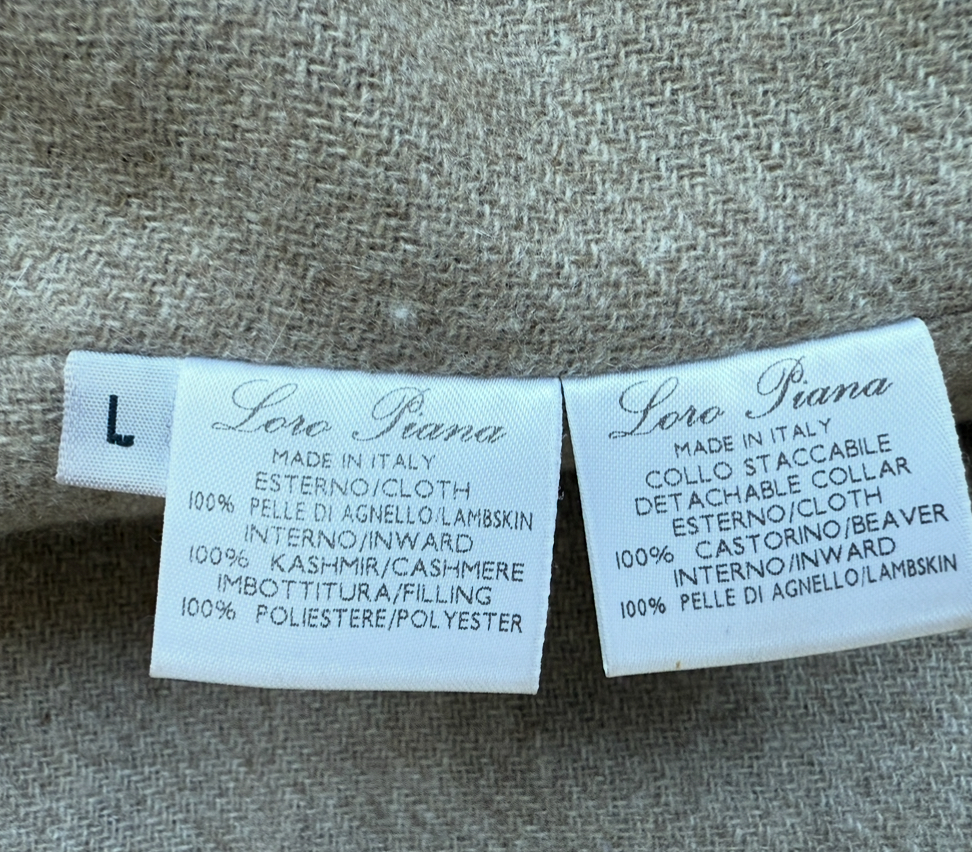 L
Loro Piana
MADE IN ITALY
ESTERNO/CLOTH
100% PELLE DI AGNELLO/LAMBSKIN
INTERNO/INWARD
100% KASHMIR/CASHMERE
IMBOTTITURA/FILLING
100% POLIESTERE/POLYESTER
Loro Piana
MADE IN ITALY
COLLO STACCABILE
DETACHABLE COLLAR
ESTERNO/CLOTH
100% CASTORINO/BEAVER
INTERNO/INWARD
100% PELLE DI AGNELLO/LAMBSKIN